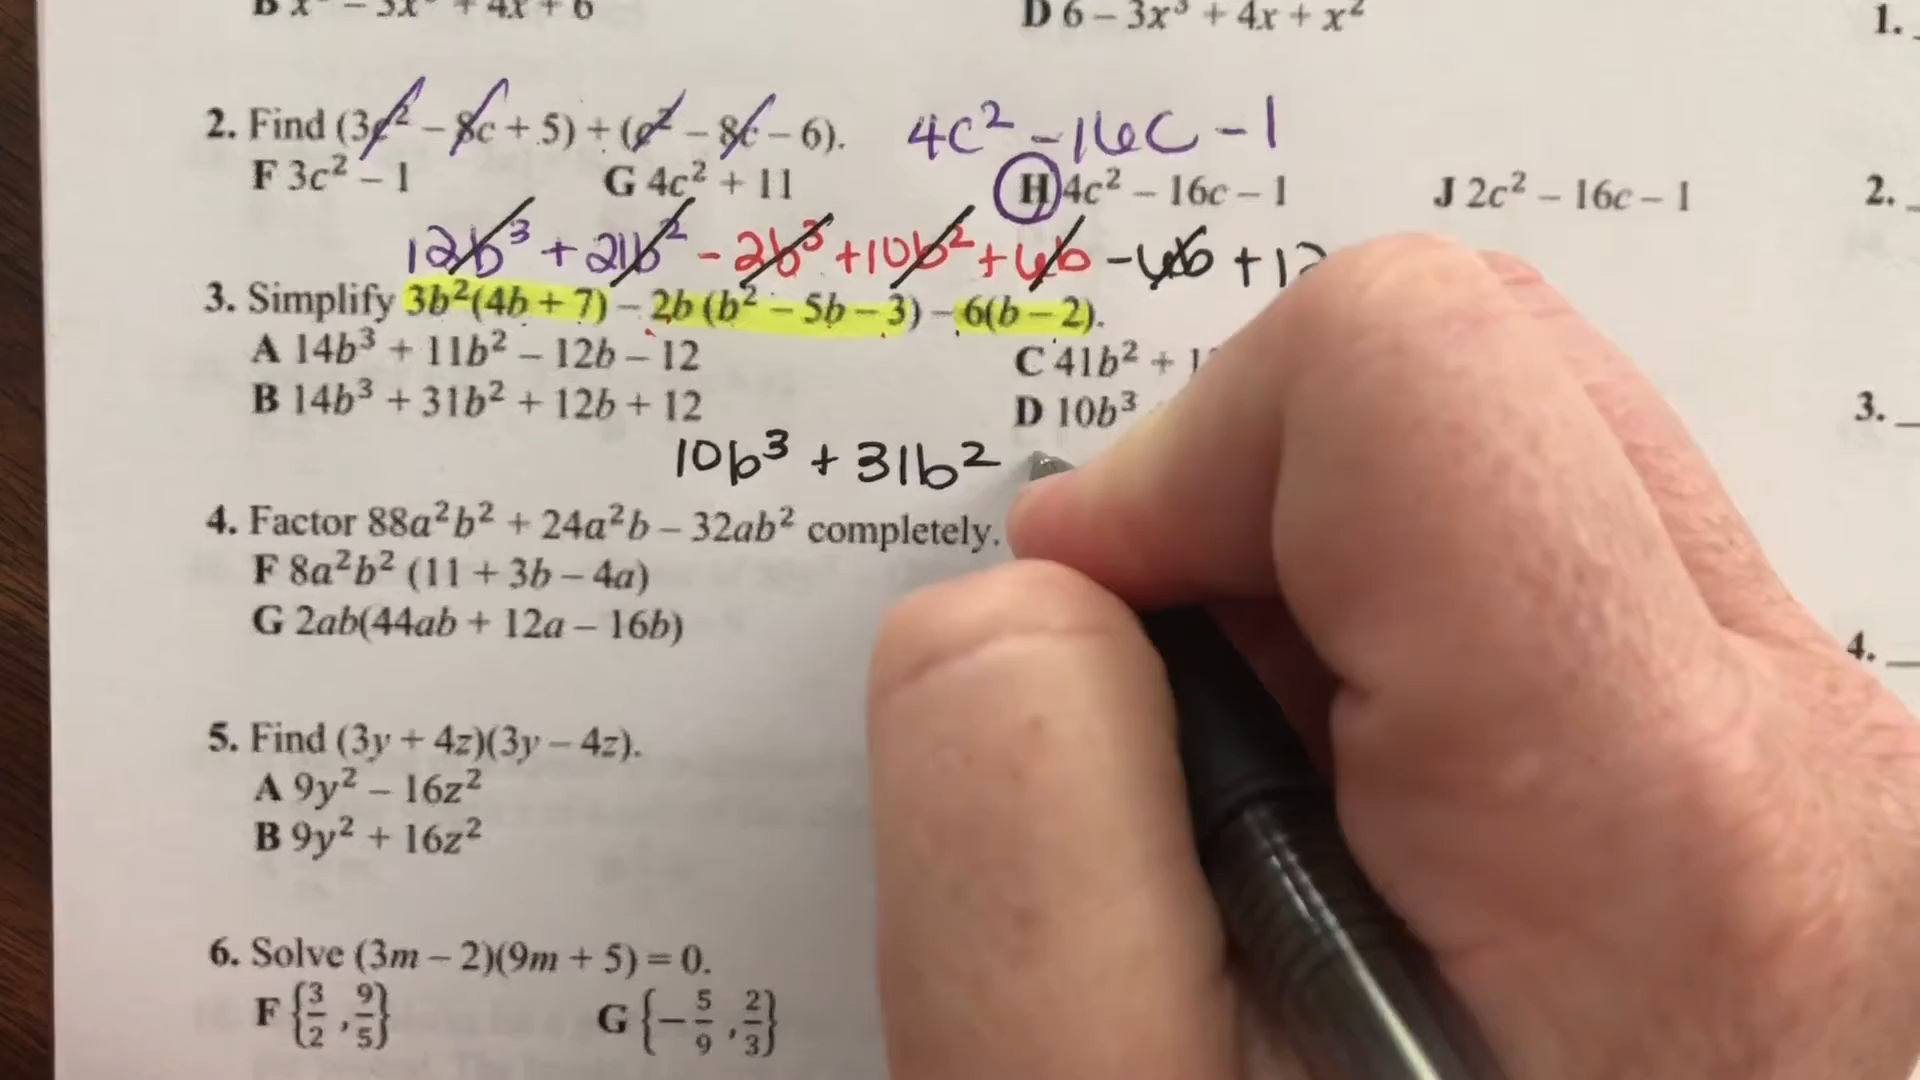 B x² – 3x³ + 4x + 6 D 6 – 3x³ + 4x + x²
1.
2. Find (3c² – 8c + 5) + (c² – 8c – 6). 4c² – 16c – 1
F 3c² – 1 G 4c² + 11 H 4c² – 16c – 1 J 2c² – 16c – 1
2.
12b³ + 21b² – 2b³ + 10b² + 6b – 6b + 12
3. Simplify 3b²(4b + 7) – 2b (b² – 5b – 3) – 6(b – 2).
A 14b³ + 11b² – 12b – 12 C 41b² +
B 14b³ + 31b² + 12b + 12 D 10b³
3.
10b³ + 31b²
4. Factor 88a²b² + 24a²b – 32ab² completely.
F 8a²b² (11 + 3b – 4a)
G 2ab(44ab + 12a – 16b)
4.
5. Find (3y + 4z)(3y – 4z).
A 9y² – 16z²
B 9y² + 16z²
6. Solve (3m – 2)(9m + 5) = 0.
F {3/2, 9/5} G {–5/9, 2/3}